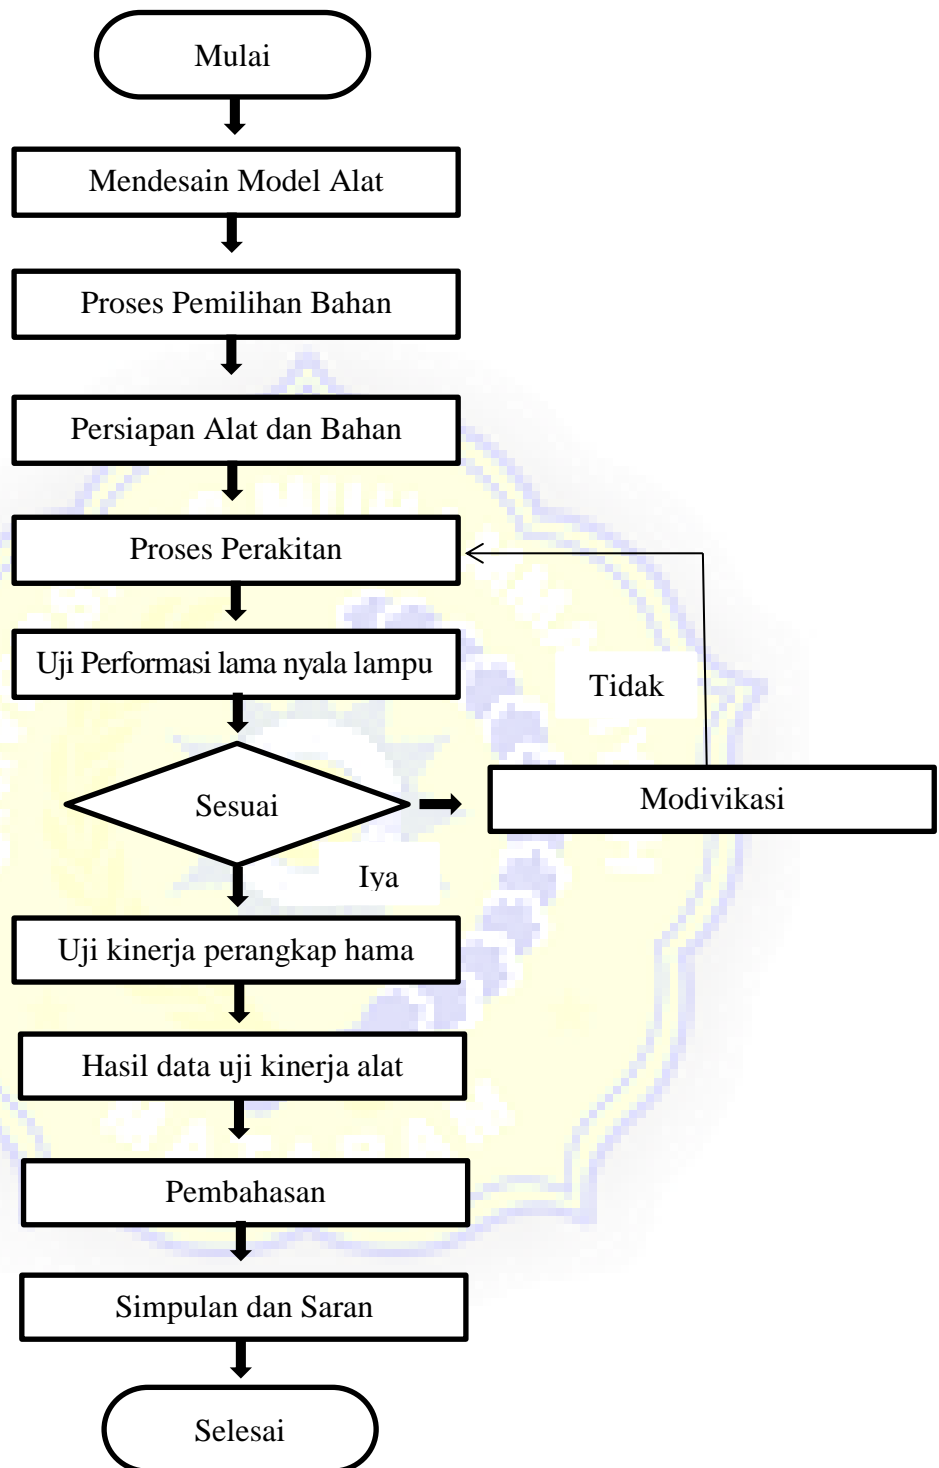 Mulai
Mendesain Model Alat
Proses Pemilihan Bahan
Persiapan Alat dan Bahan
Proses Perakitan
Uji Performasi lama nyala lampu
Tidak
Sesuai
Modivikasi
Iya
Uji kinerja perangkap hama
Hasil data uji kinerja alat
Pembahasan
Simpulan dan Saran
Selesai